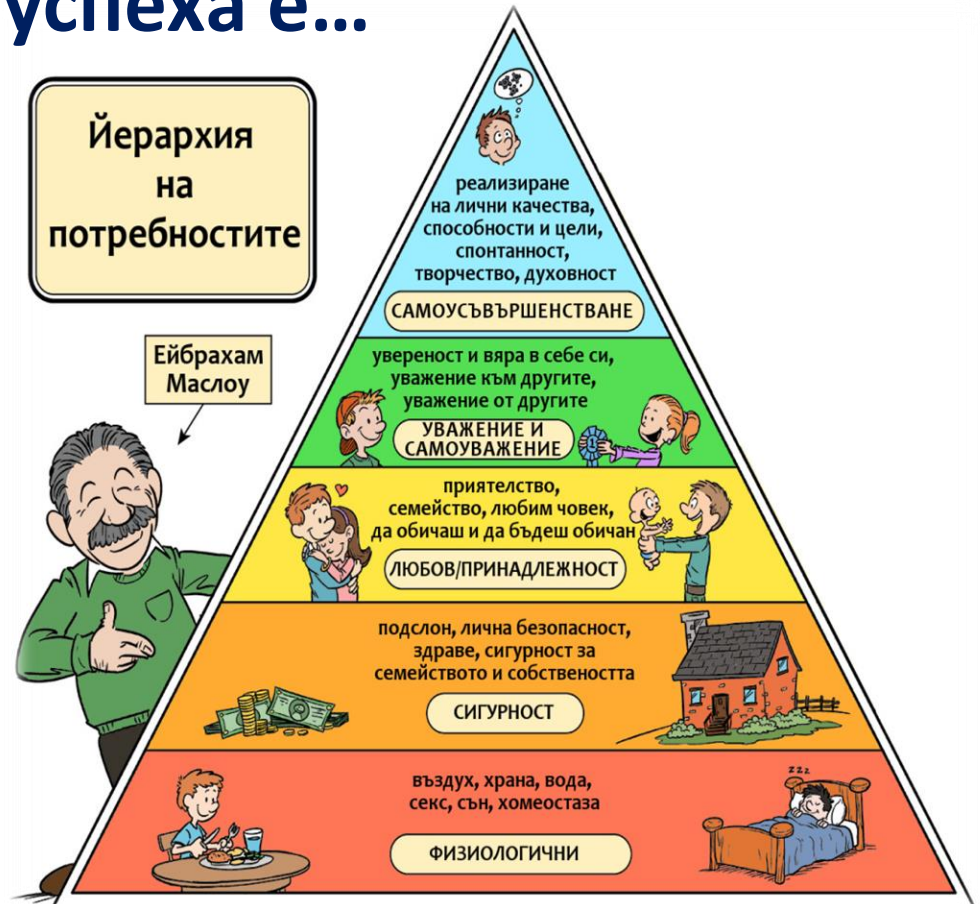 успеха е...
Йерархия
на
потребностите
Ейбрахам
Маслоу
реализиране
на лични качества,
способности и цели,
спонтанност,
творчество, духовност
САМОУСЪВЪРШЕНСТВАНЕ
увереност и вяра в себе си,
уважение към другите,
уважение от другите
УВАЖЕНИЕ И
САМОУВАЖЕНИЕ
1
приятелство,
семейство, любим човек,
да обичаш и да бъдеш обичан
ЛЮБОВ/ПРИНАДЛЕЖНОСТ
подслон, лична безопасност,
здраве, сигурност за
семейството и собствеността
СИГУРНОСТ
въздух, храна, вода,
секс, сън, хомеостаза
ФИЗИОЛОГИЧНИ
zzz